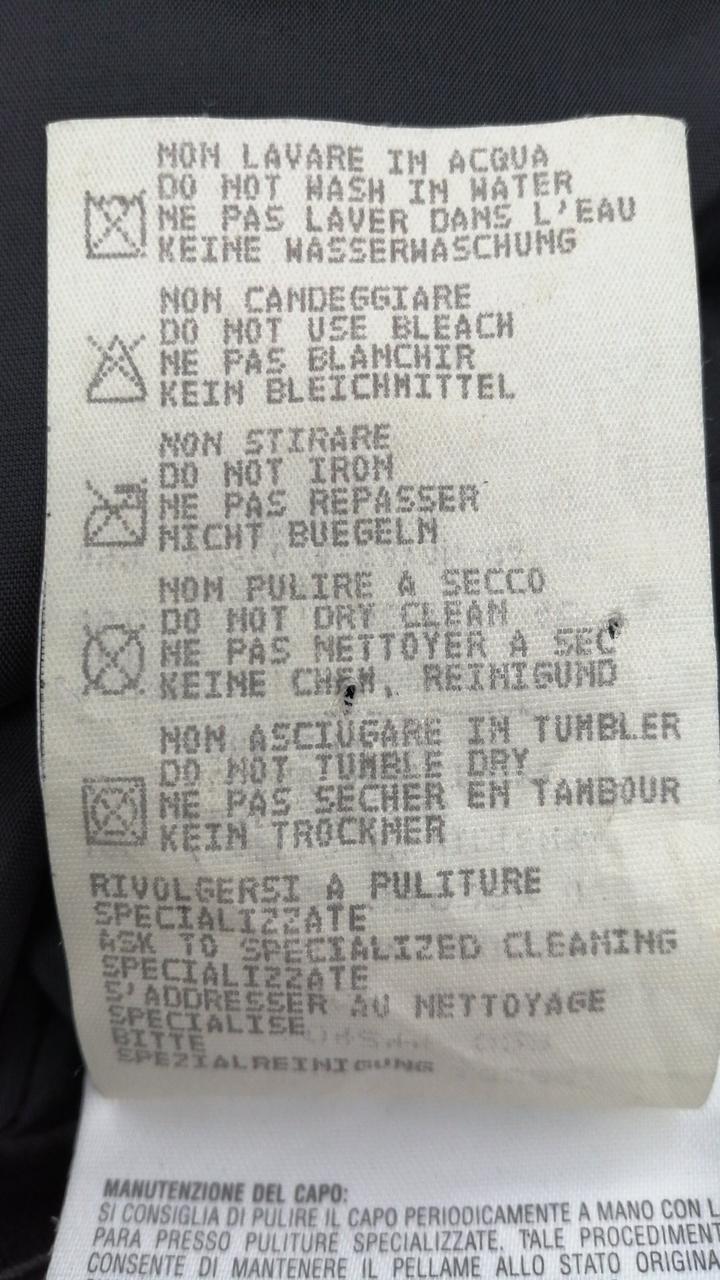 NON LAVARE IN ACQUA
DO NOT WASH IN WATER
NE PAS LAVER DANS L'EAU
KEINE WASSERWASCHUNG
NON CANDEGGIARE
DO NOT USE BLEACH
NE PAS BLANCHIR
KEIN BLEICHMITTEL
NON STIRARE
DO NOT IRON
NE PAS REPASSER
NICHT BUEGELN
NON PULIRE A SECCO
DO NOT DRY CLEAN
NE PAS NETTOYER A SEC
KEINE CHEM. REINIGUND
NON ASCIUGARE IN TUMBLER
DO NOT TUMBLE DRY
NE PAS SECHER EN TAMBOUR
KEIN TROCKNER
RIVOLGERSI A PULITURE
SPECIALIZZATE
ASK TO SPECIALIZED CLEANING
SPECIALIZZATE
S'ADDRESSER AU NETTOYAGE
SPECIALISE
BITTE
SPEZIALREINIGUNG
MANUTENZIONE DEL CAPO:
SI CONSIGLIA DI PULIRE IL CAPO PERIODICAMENTE A MANO CON L
PARA PRESSO PULITURE SPECIALIZZATE. TALE PROCEDIMENT
CONSENTE DI MANTENERE IL PELLAME ALLO STATO ORIGINA